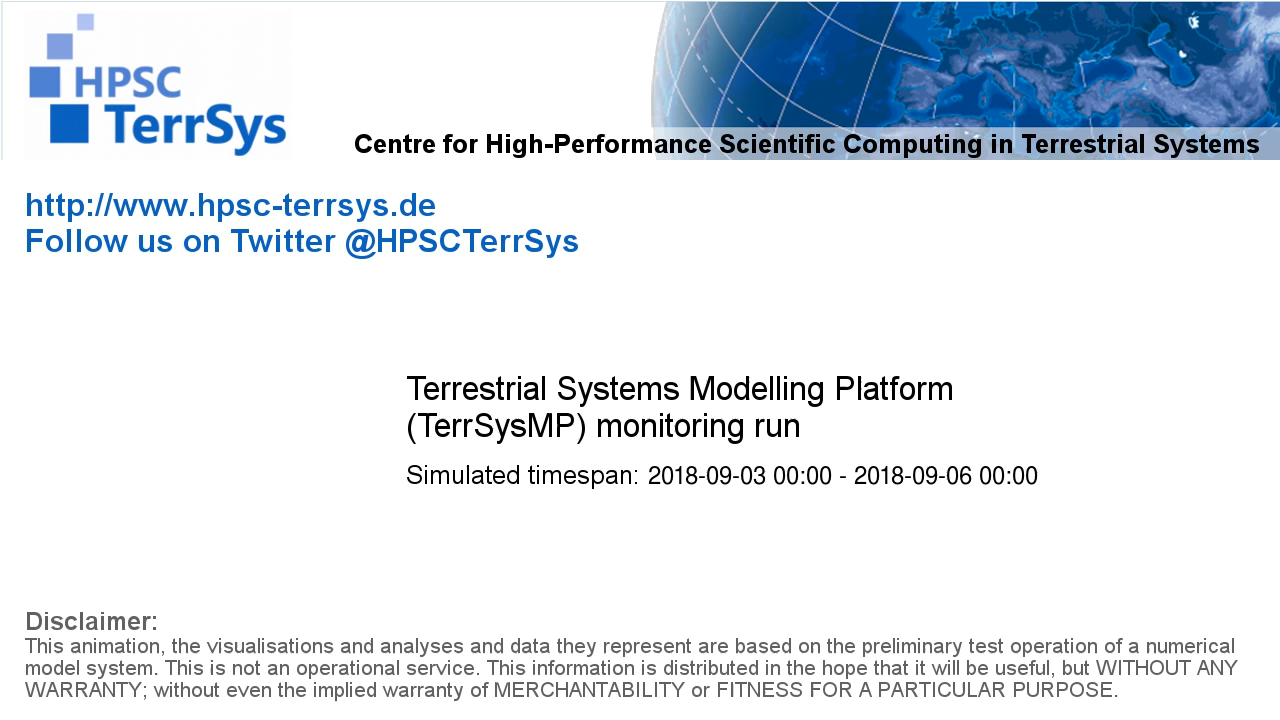 HPSC
TerrSys
Centre for High-Performance Scientific Computing in Terrestrial Systems
http://www.hpsc-terrsys.de
Follow us on Twitter @HPSCTerrSys
Terrestrial Systems Modelling Platform
(TerrSysMP) monitoring run
Simulated timespan: 2018-09-03 00:00 - 2018-09-06 00:00
Disclaimer:
This animation, the visualisations and analyses and data they represent are based on the preliminary test operation of a numerical
model system. This is not an operational service. This information is distributed in the hope that it will be useful, but WITHOUT ANY
WARRANTY; without even the implied warranty of MERCHANTABILITY or FITNESS FOR A PARTICULAR PURPOSE.